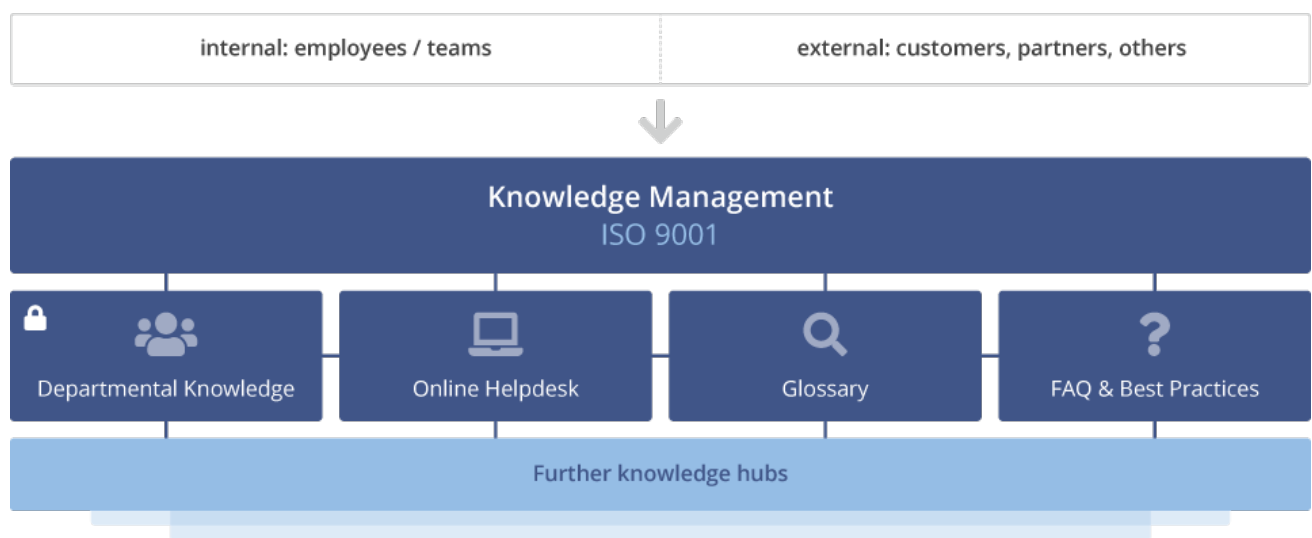 internal: employees / teams
external: customers, partners, others
Knowledge Management
ISO 9001
Departmental Knowledge
Online Helpdesk
Glossary
FAQ & Best Practices
Further knowledge hubs